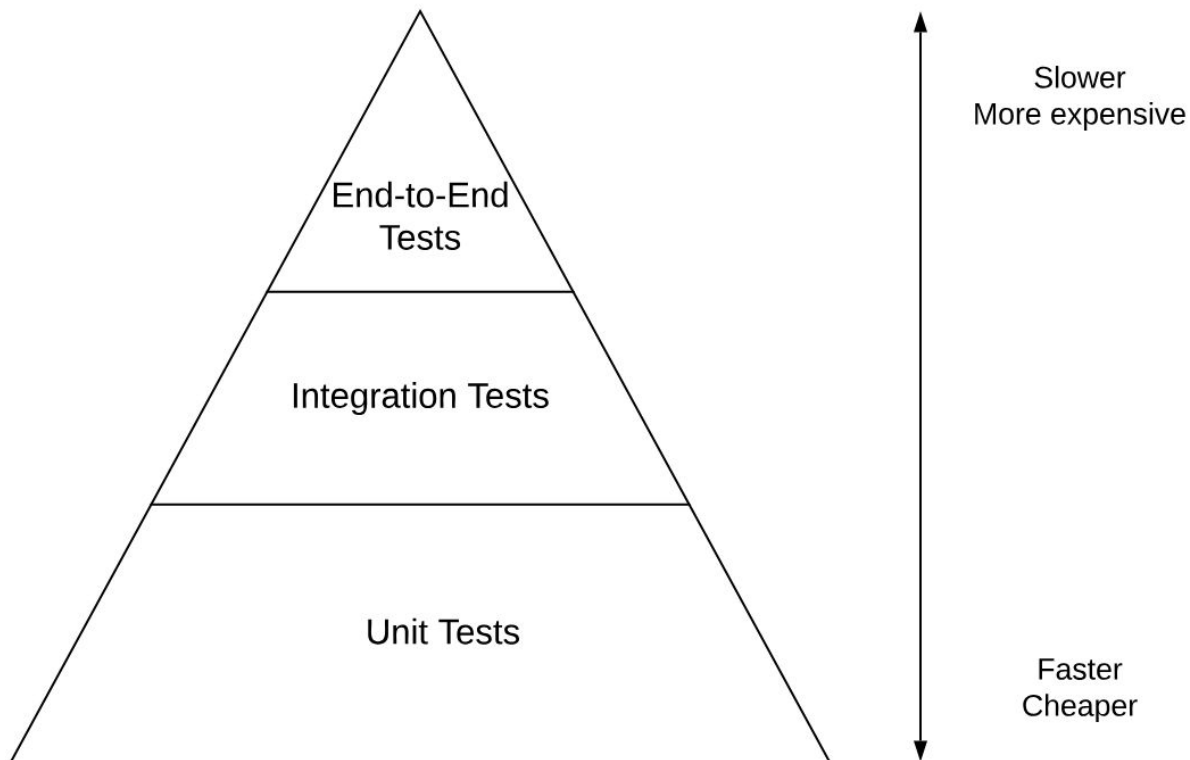 Slower
More expensive
End-to-End
Tests
Integration Tests
Unit Tests
Faster
Cheaper